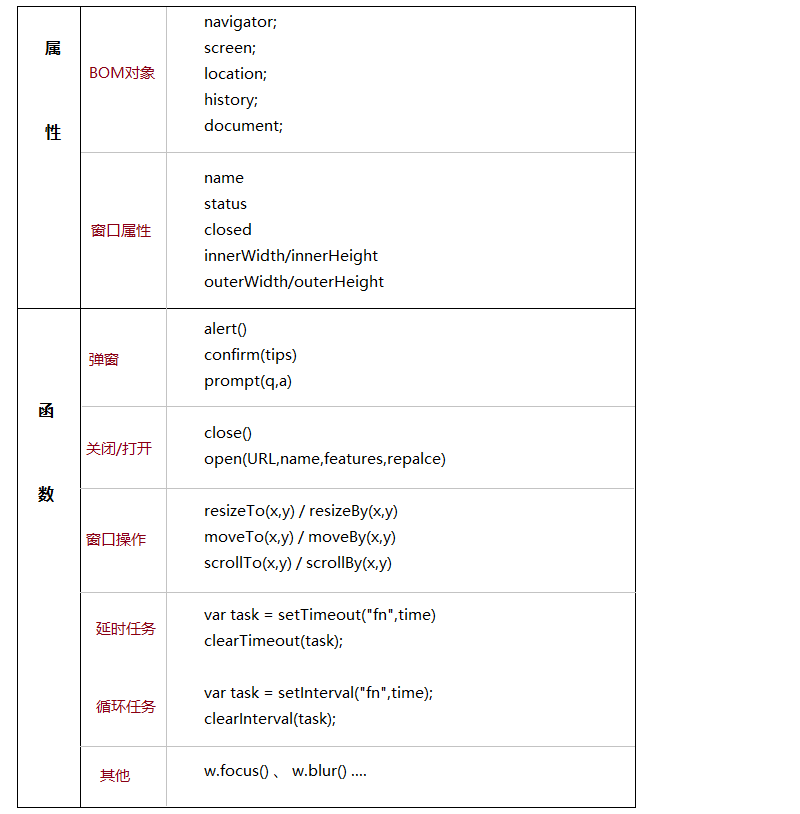 属
性
BOM对象
navigator;
screen;
location;
history;
document;
窗口属性
name
status
closed
innerWidth/innerHeight
outerWidth/outerHeight
函
数
弹窗
alert()
confirm(tips)
prompt(q,a)
关闭/打开
close()
open(URL,name,features,repalce)
窗口操作
resizeTo(x,y) / resizeBy(x,y)
moveTo(x,y) / moveBy(x,y)
scrollTo(x,y) / scrollBy(x,y)
延时任务
var task = setTimeout("fn",time)
clearTimeout(task);
循环任务
var task = setInterval("fn",time);
clearInterval(task);
其他
w.focus() 、 w.blur() ....